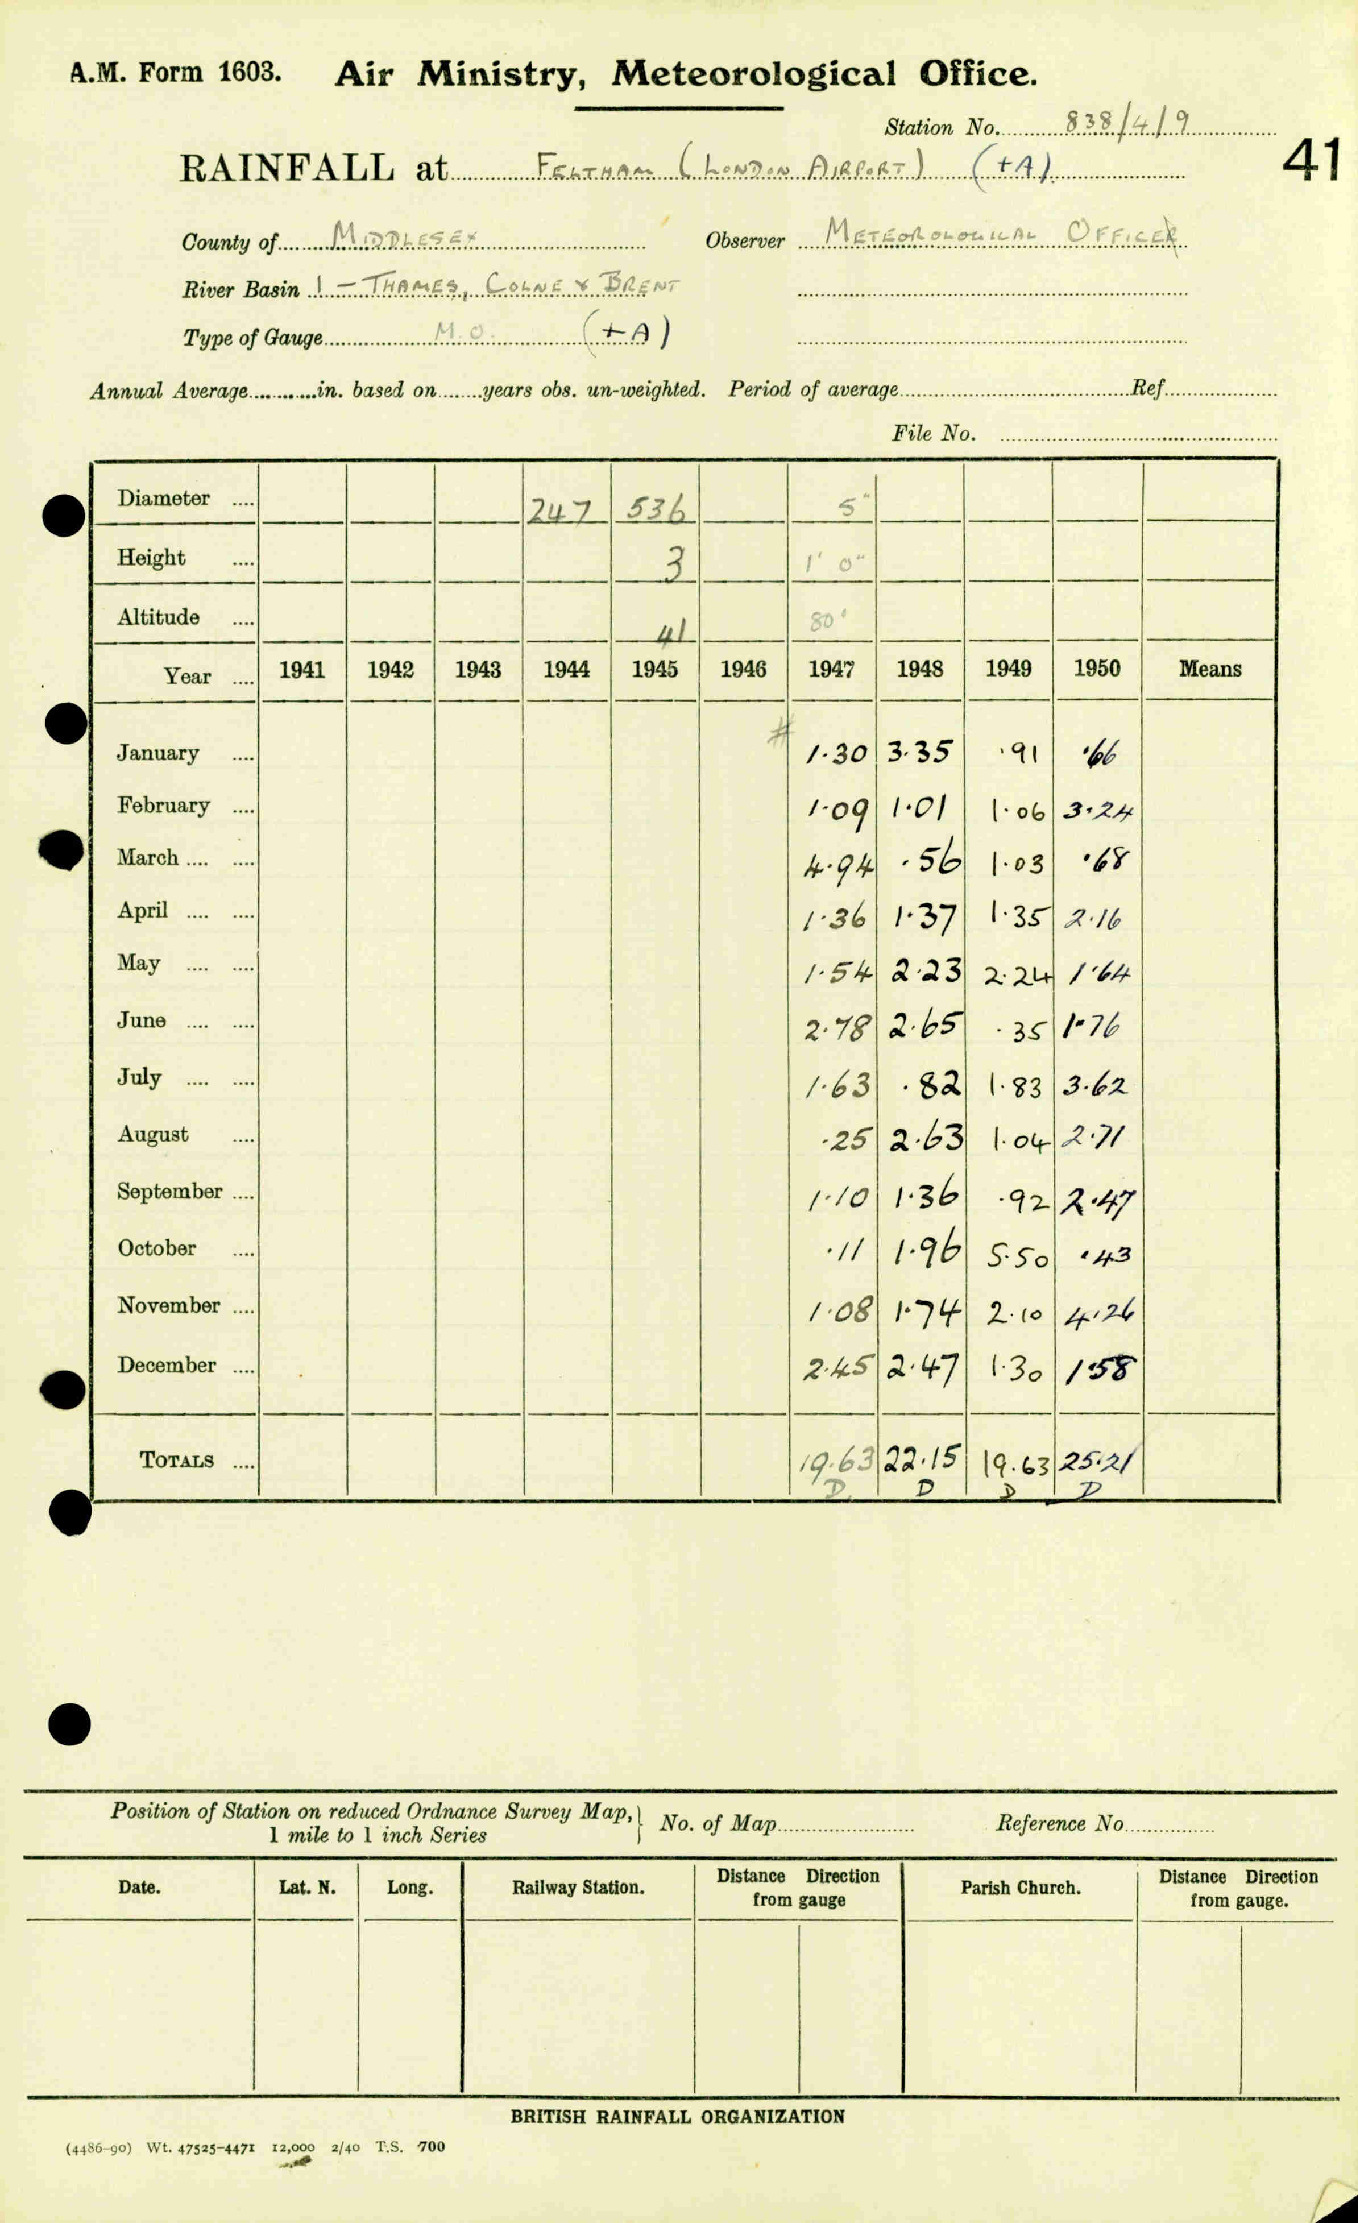 A.M. Form 1603. Air Ministry, Meteorological Office.
Station No. 838/4/9
41
RAINFALL at FELTHAM (LONDON AIRPORT) (+A)
County of MIDDLESEX Observer METEOROLOGICAL OFFICER
River Basin 1 - THAMES, COLNE & BRENT
Type of Gauge M.O. (+A)
Annual Average............in. based on........years obs. un-weighted. Period of average.......... Ref..........
File No. ..........
Diameter .... 247 536 5"
Height .... 3 1' 0"
Altitude .... 41 80'
Year .... 1941 1942 1943 1944 1945 1946 1947 1948 1949 1950 Means
#
January .... 1.30 3.35 .91 .66
February .... 1.09 1.01 1.06 3.24
March .... .... 4.94 .56 1.03 .68
April .... .... 1.36 1.37 1.35 2.16
May .... .... 1.54 2.23 2.24 1.64
June .... .... 2.78 2.65 .35 1.76
July .... .... 1.63 .82 1.83 3.62
August .... .25 2.63 1.04 2.71
September .... 1.10 1.36 .92 2.47
October .... .11 1.96 5.50 .43
November .... 1.08 1.74 2.10 4.26
December .... 2.45 2.47 1.30 1.58
TOTALS .... 19.63 22.15 19.63 25.21
D. D D D
Position of Station on reduced Ordnance Survey Map, } No. of Map.......... Reference No..........
1 mile to 1 inch Series
Date. Lat. N. Long. Railway Station. Distance Direction from gauge Parish Church. Distance Direction from gauge.
BRITISH RAINFALL ORGANIZATION
(4486-90) Wt. 47525-4471 12,000 2/40 T.S. 700